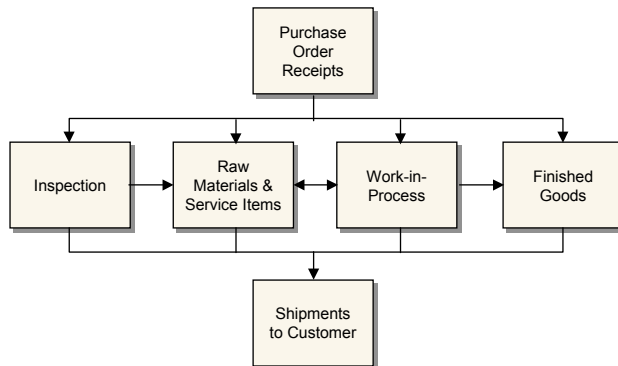 Purchase
Order
Receipts
Inspection
Raw
Materials &
Service Items
Work-in-
Process
Finished
Goods
Shipments
to Customer